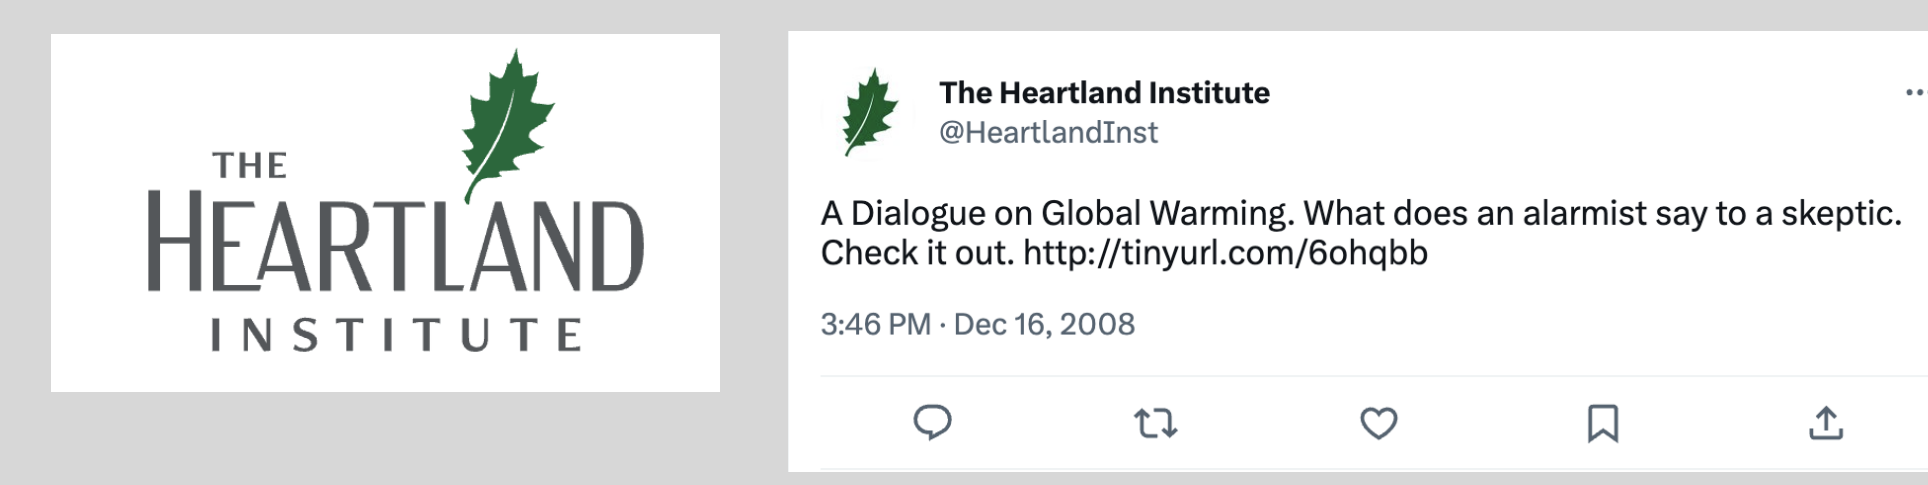 THE
HEARTLAND
INSTITUTE
The Heartland Institute
@HeartlandInst
A Dialogue on Global Warming. What does an alarmist say to a skeptic.
Check it out. http://tinyurl.com/6ohqbb
3:46 PM · Dec 16, 2008